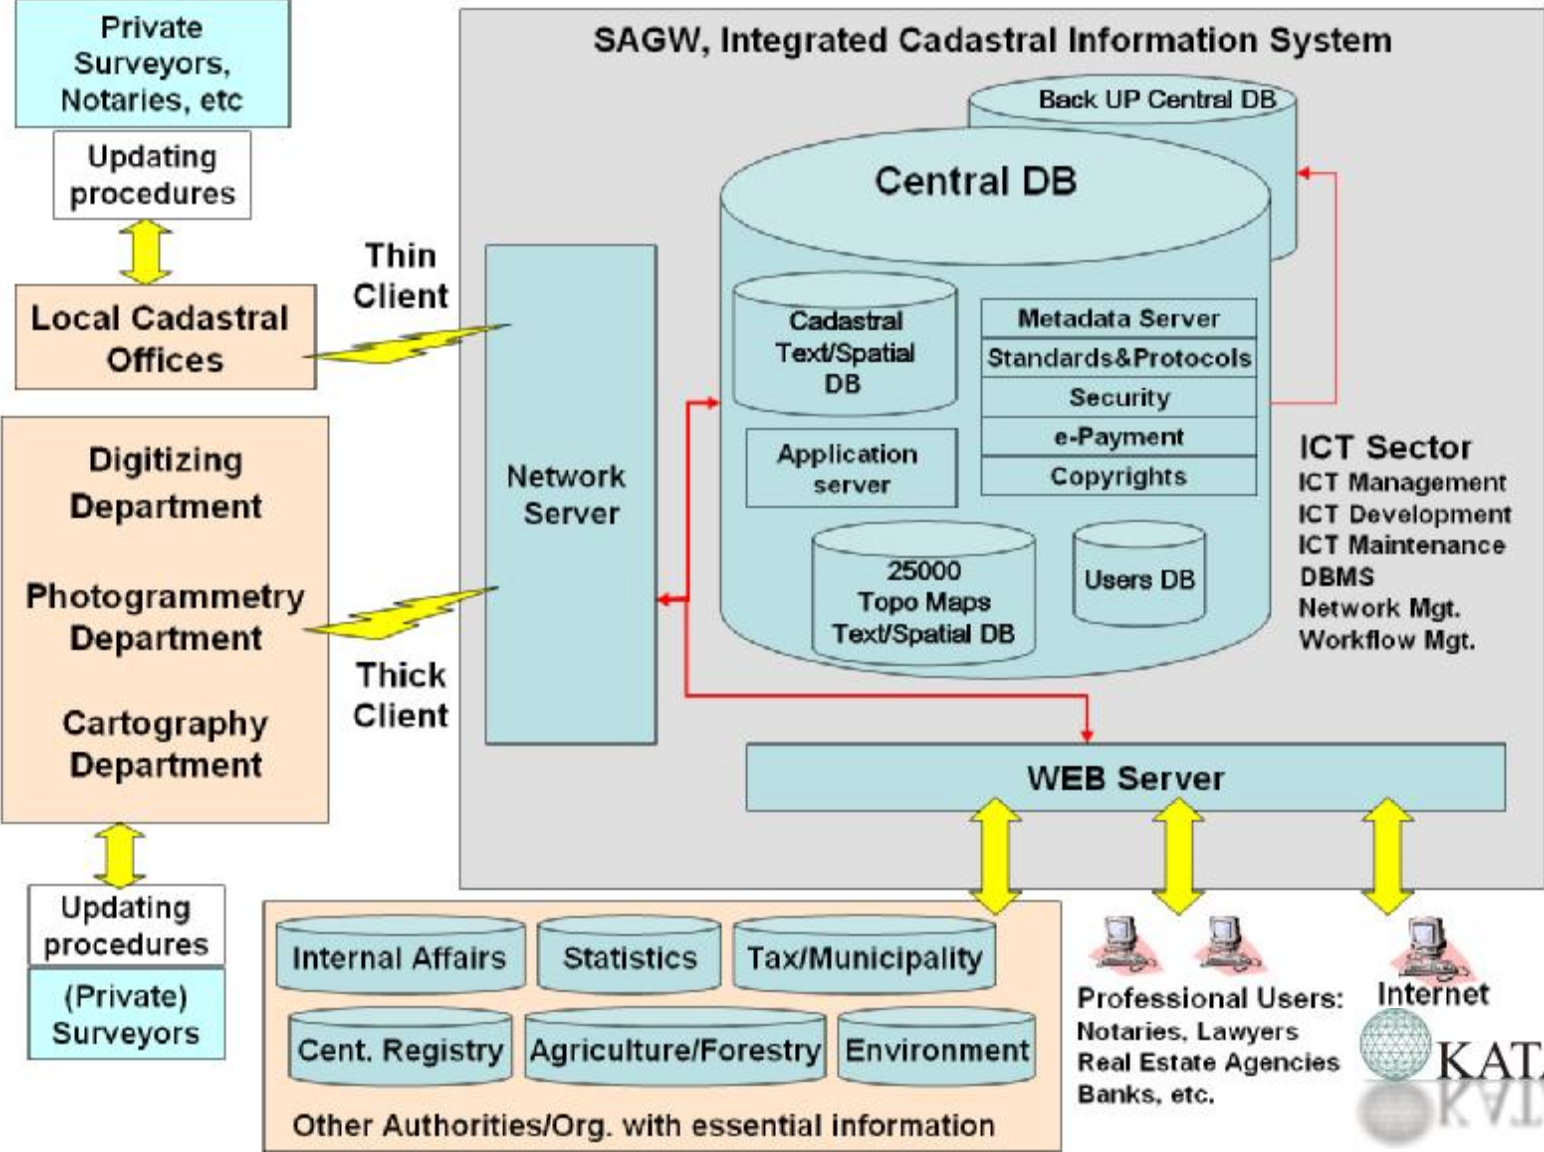 Private
Surveyors,
Notaries, etc
Updating
procedures
Local Cadastral
Offices
Thin
Client
Digitizing
Department
Photogrammetry
Department
Cartography
Department
Thick
Client
Updating
procedures
(Private)
Surveyors
SAGW, Integrated Cadastral Information System
Back UP Central DB
Central DB
Network
Server
Cadastral
Text/Spatial
DB
Application
server
Metadata Server
Standards&Protocols
Security
e-Payment
Copyrights
25000
Topo Maps
Text/Spatial DB
Users DB
ICT Sector
ICT Management
ICT Development
ICT Maintenance
DBMS
Network Mgt.
Workflow Mgt.
WEB Server
Internal Affairs
Statistics
Tax/Municipality
Cent. Registry
Agriculture/Forestry
Environment
Other Authorities/Org. with essential information
Professional Users:
Notaries, Lawyers
Real Estate Agencies
Banks, etc.
Internet